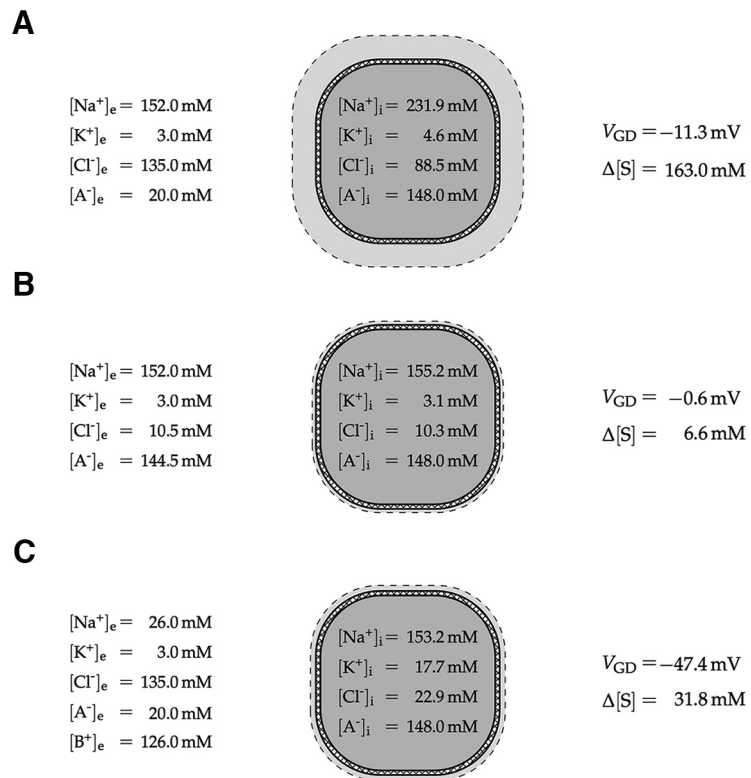 A
[Na⁺]ₑ = 152.0 mM
[K⁺]ₑ = 3.0 mM
[Cl⁻]ₑ = 135.0 mM
[A⁻]ₑ = 20.0 mM
[Na⁺]ᵢ = 231.9 mM
[K⁺]ᵢ = 4.6 mM
[Cl⁻]ᵢ = 88.5 mM
[A⁻]ᵢ = 148.0 mM
V_GD = −11.3 mV
Δ[S] = 163.0 mM
B
[Na⁺]ₑ = 152.0 mM
[K⁺]ₑ = 3.0 mM
[Cl⁻]ₑ = 10.5 mM
[A⁻]ₑ = 144.5 mM
[Na⁺]ᵢ = 155.2 mM
[K⁺]ᵢ = 3.1 mM
[Cl⁻]ᵢ = 10.3 mM
[A⁻]ᵢ = 148.0 mM
V_GD = −0.6 mV
Δ[S] = 6.6 mM
C
[Na⁺]ₑ = 26.0 mM
[K⁺]ₑ = 3.0 mM
[Cl⁻]ₑ = 135.0 mM
[A⁻]ₑ = 20.0 mM
[B⁺]ₑ = 126.0 mM
[Na⁺]ᵢ = 153.2 mM
[K⁺]ᵢ = 17.7 mM
[Cl⁻]ᵢ = 22.9 mM
[A⁻]ᵢ = 148.0 mM
V_GD = −47.4 mV
Δ[S] = 31.8 mM